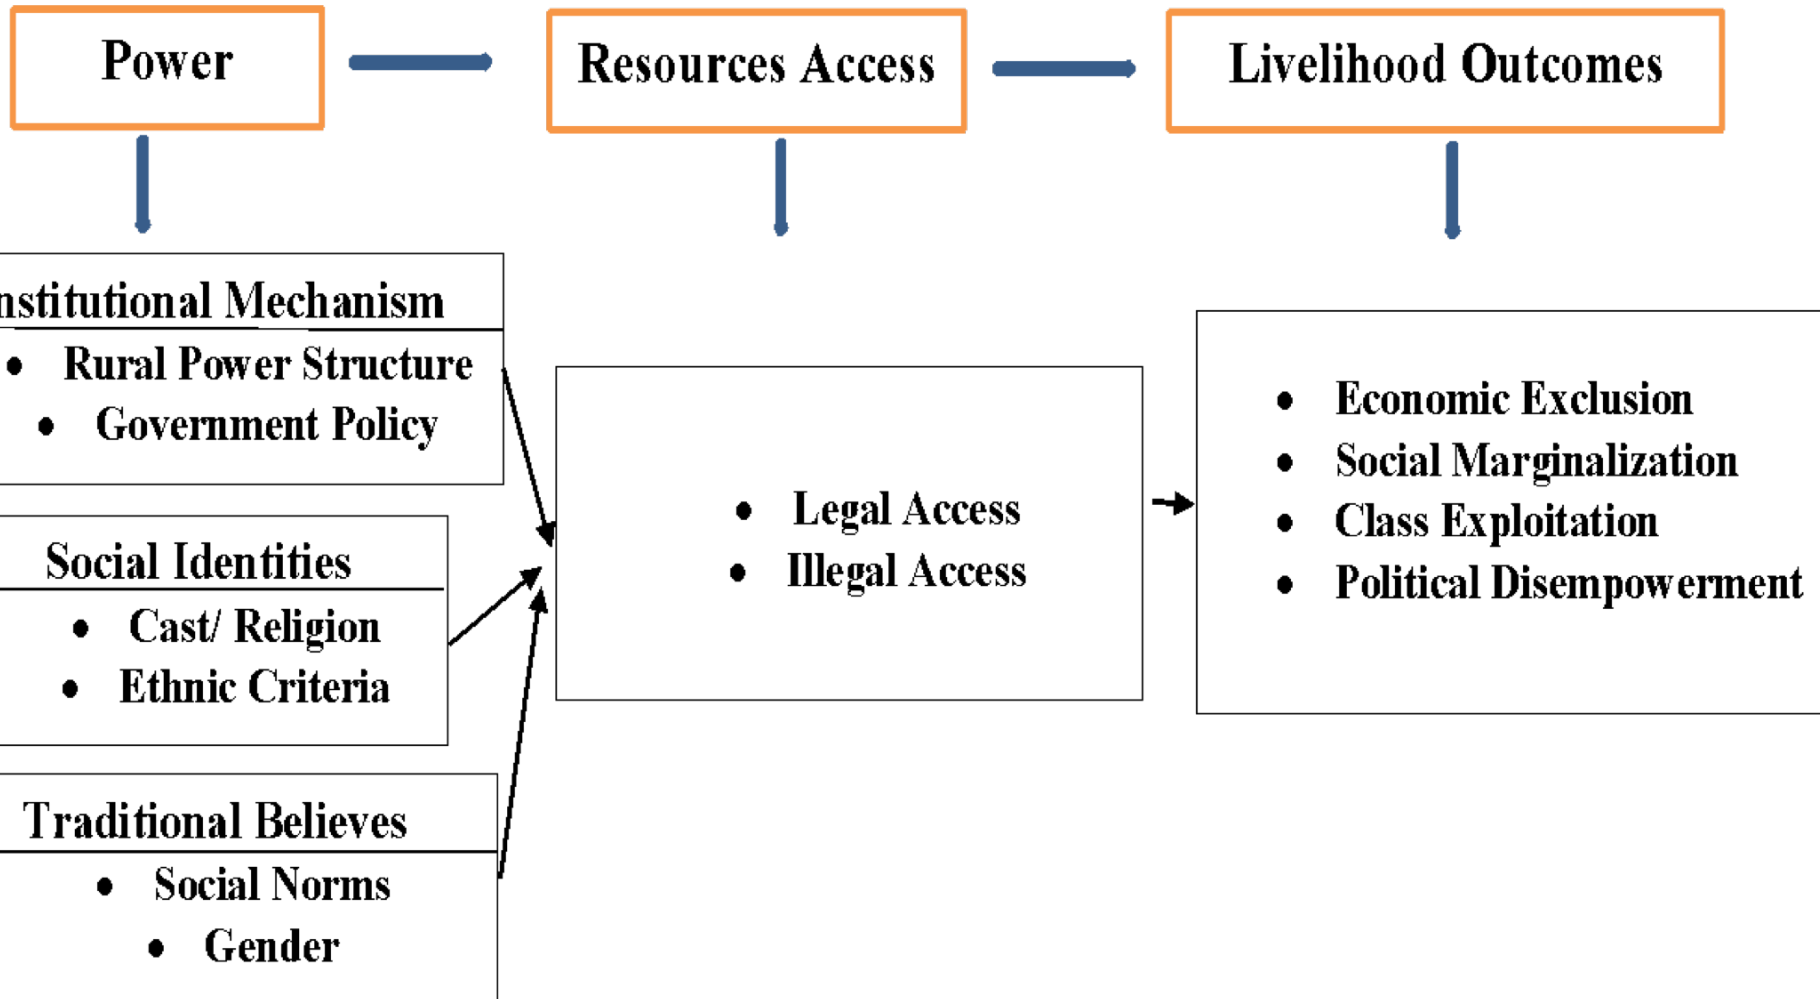 Power
Resources Access
Livelihood Outcomes
nstitutional Mechanism
• Rural Power Structure
• Government Policy
Social Identities
• Cast/ Religion
• Ethnic Criteria
Traditional Believes
• Social Norms
• Gender
• Legal Access
• Illegal Access
• Economic Exclusion
• Social Marginalization
• Class Exploitation
• Political Disempowerment